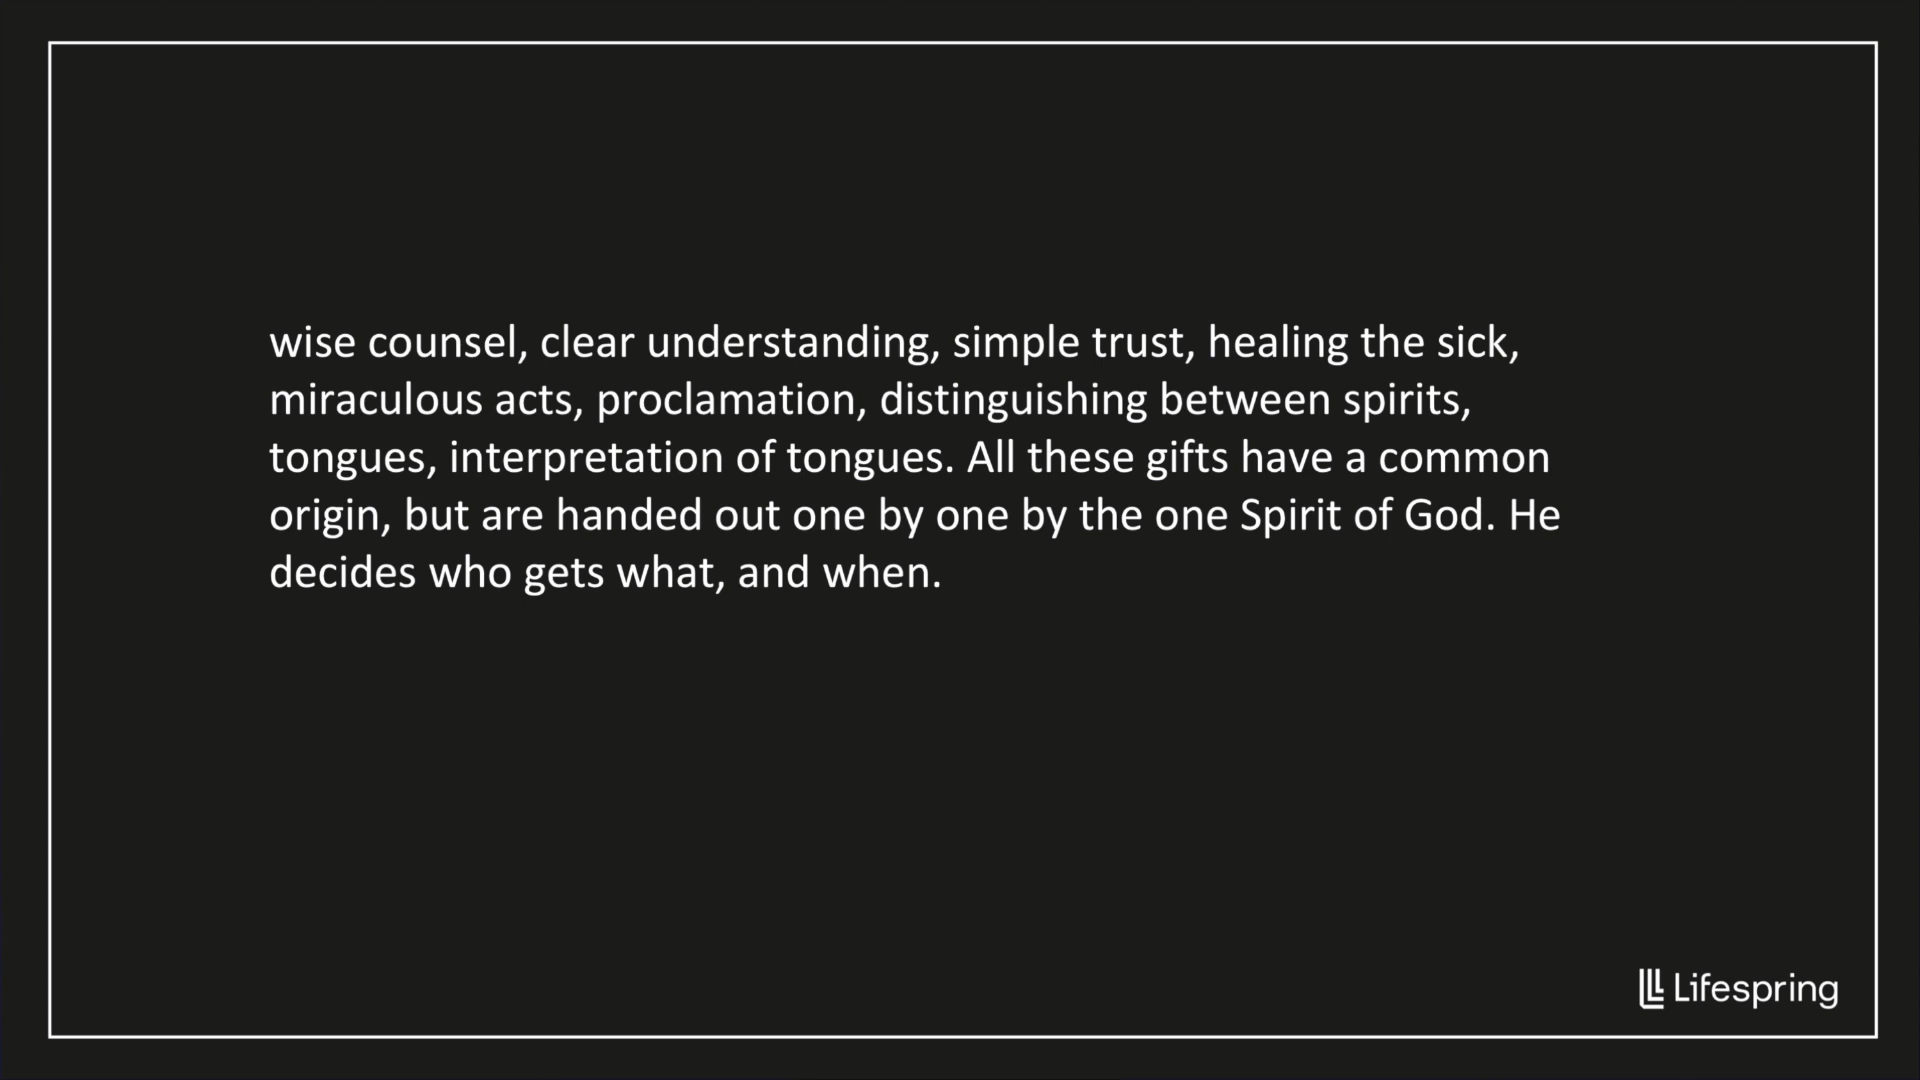 wise counsel, clear understanding, simple trust, healing the sick,
miraculous acts, proclamation, distinguishing between spirits,
tongues, interpretation of tongues. All these gifts have a common
origin, but are handed out one by one by the one Spirit of God. He
decides who gets what, and when.
Lifespring